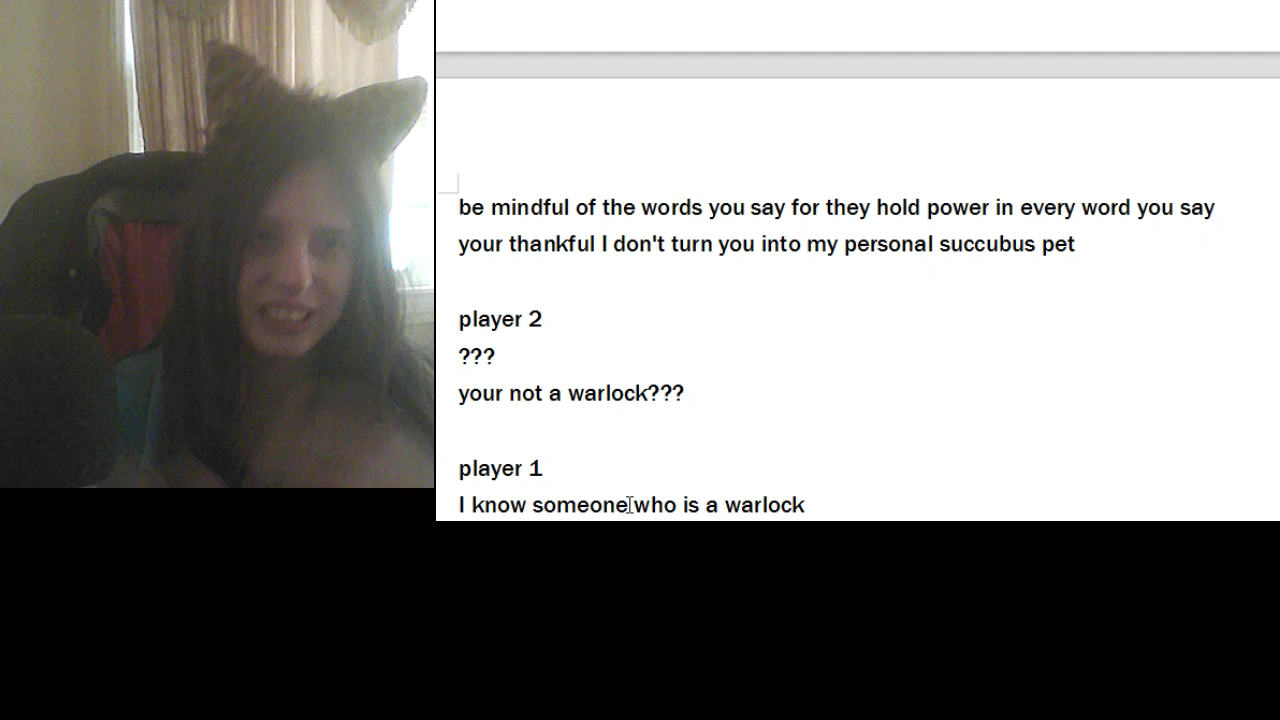 be mindful of the words you say for they hold power in every word you say
your thankful I don't turn you into my personal succubus pet
player 2
???
your not a warlock???
player 1
I know someone who is a warlock